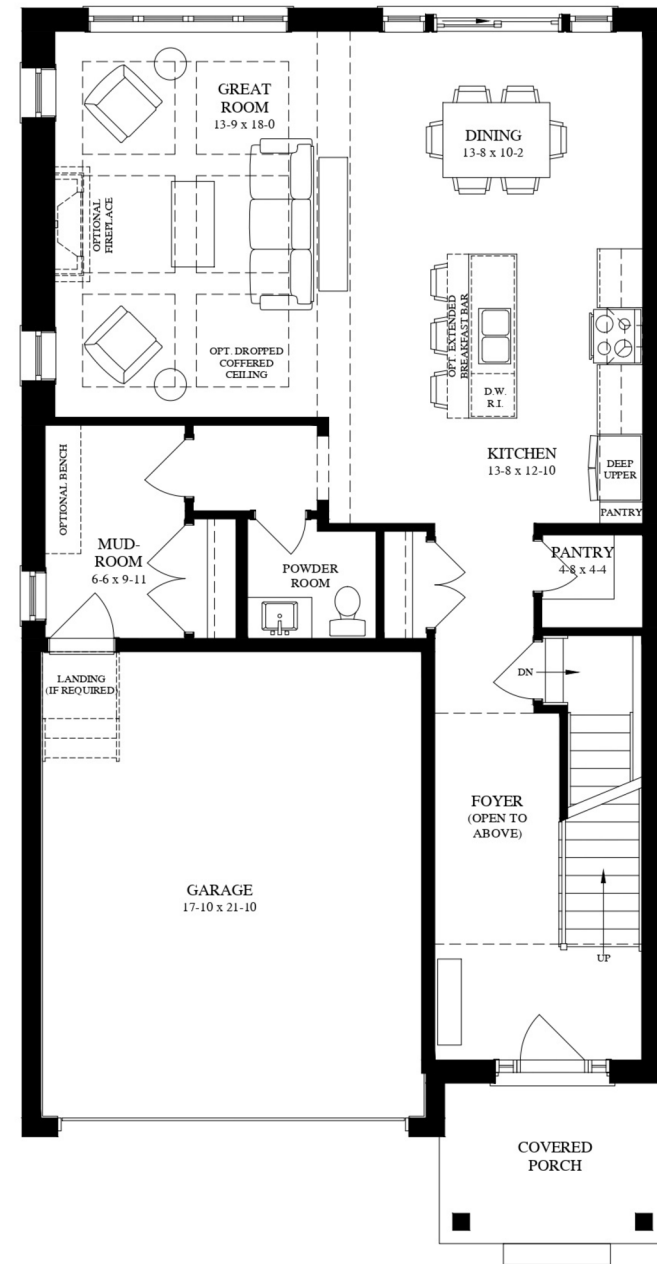 GREAT
ROOM
13-9 x 18-0
DINING
13-8 x 10-2
OPTIONAL
FIREPLACE
OPT. EXTENDED
BREAKFAST BAR
OPT. DROPPED
COFFERED
CEILING
D.W.
R.I.
KITCHEN
13-8 x 12-10
DEEP
UPPER
PANTRY
OPTIONAL BENCH
MUD-
ROOM
6-6 x 9-11
POWDER
ROOM
PANTRY
4-8 x 4-4
LANDING
(IF REQUIRED)
DN
FOYER
(OPEN TO
ABOVE)
GARAGE
17-10 x 21-10
UP
COVERED
PORCH